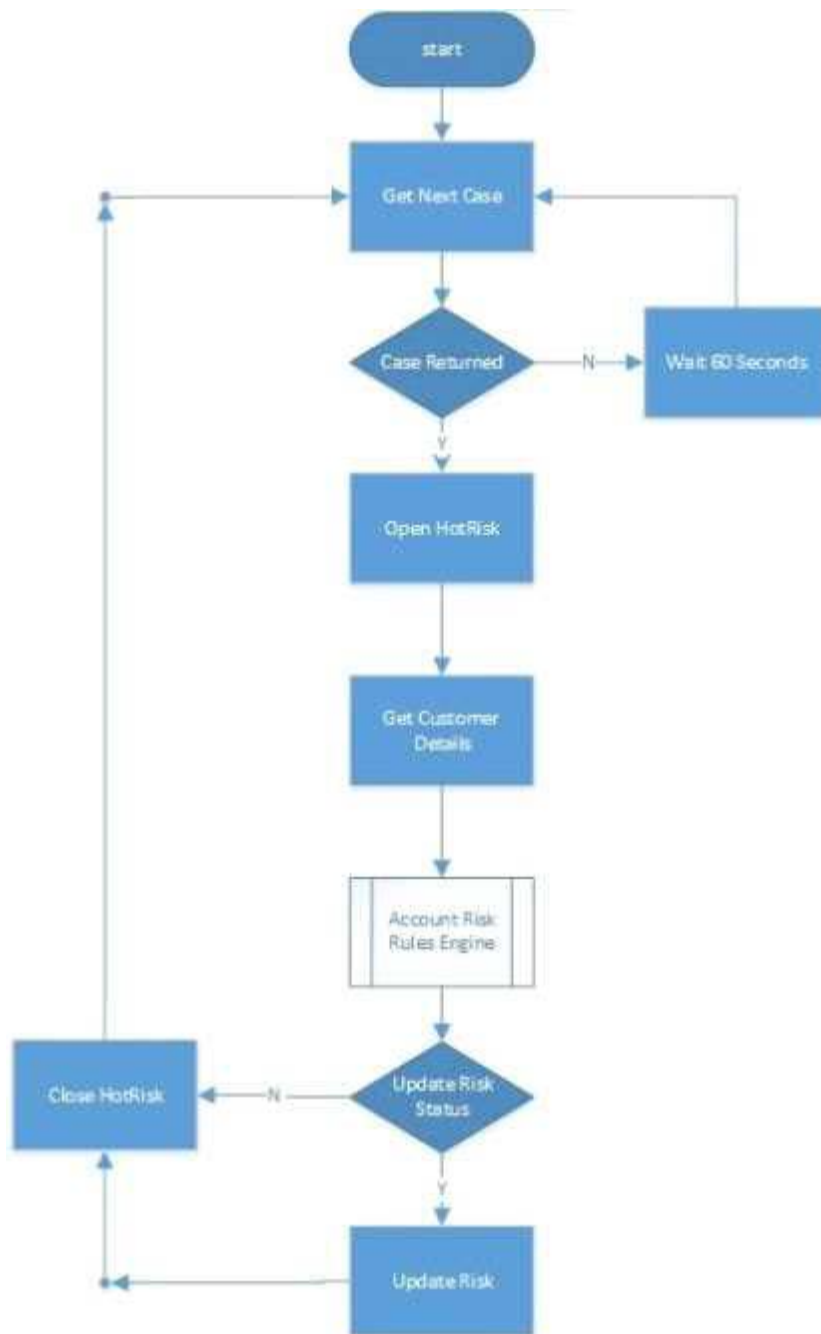 start
Get Next Case
Case Returned
N
Wait 60 Seconds
Y
Open HotRisk
Get Customer
Details
Account Risk
Rules Engine
Close HotRisk
N
Update Risk
Status
Y
Update Risk